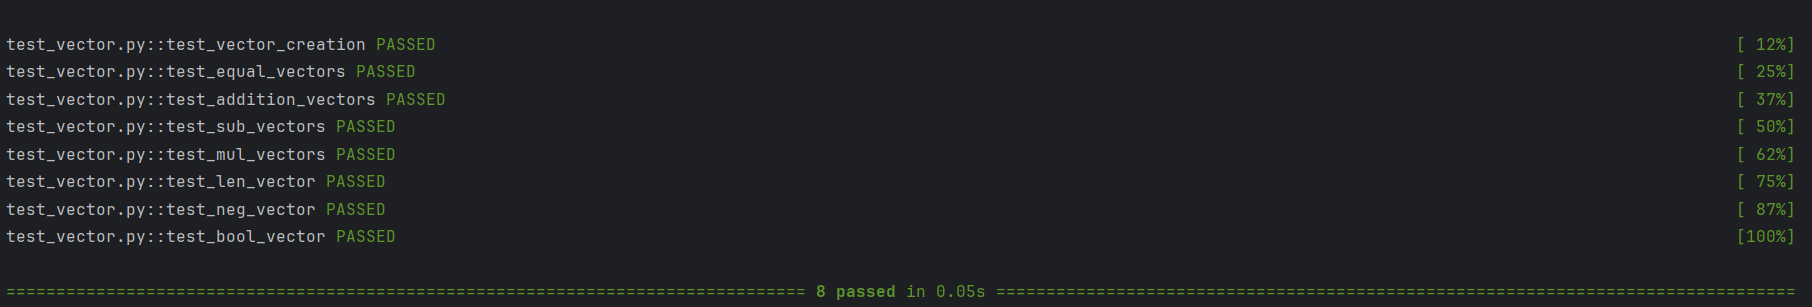 test_vector.py::test_vector_creation PASSED [ 12%]
test_vector.py::test_equal_vectors PASSED [ 25%]
test_vector.py::test_addition_vectors PASSED [ 37%]
test_vector.py::test_sub_vectors PASSED [ 50%]
test_vector.py::test_mul_vectors PASSED [ 62%]
test_vector.py::test_len_vector PASSED [ 75%]
test_vector.py::test_neg_vector PASSED [ 87%]
test_vector.py::test_bool_vector PASSED [100%]
================================================================================ 8 passed in 0.05s ================================================================================